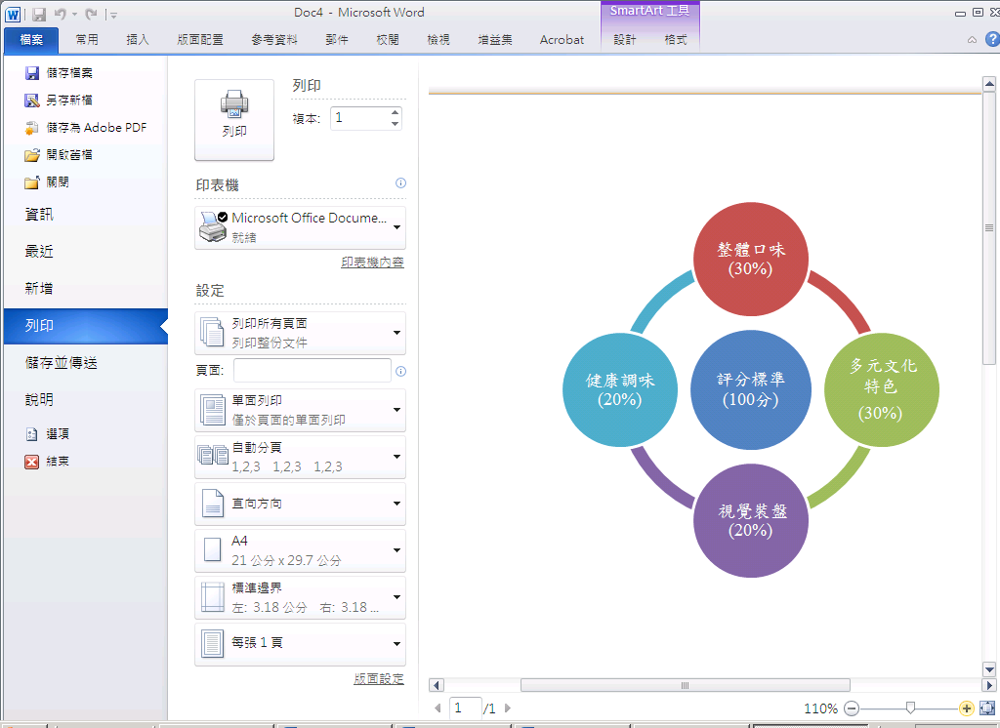 Doc4 - Microsoft Word
SmartArt 工具
檔案 常用 插入 版面配置 參考資料 郵件 校閱 檢視 增益集 Acrobat 設計 格式
儲存檔案
另存新檔
儲存為 Adobe PDF
開啟舊檔
關閉
資訊
最近
新增
列印
儲存並傳送
說明
選項
結束
列印
列印
複本: 1
印表機
Microsoft Office Docume...
就緒
印表機內容
設定
列印所有頁面
列印整份文件
頁面:
單面列印
僅於頁面的單面列印
自動分頁
1,2,3 1,2,3 1,2,3
直向方向
A4
21 公分 x 29.7 公分
標準邊界
左: 3.18 公分 右: 3.18 ...
每張 1 頁
版面設定
整體口味
(30%)
健康調味
(20%)
評分標準
(100分)
多元文化
特色
(30%)
視覺裝盤
(20%)
1 /1
110%